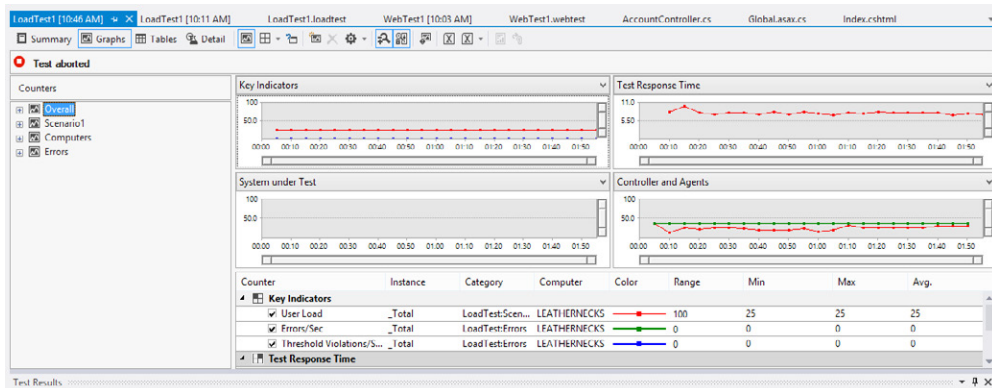 LoadTest1 [10:46 AM] LoadTest1 [10:11 AM] LoadTest1.loadtest WebTest1 [10:03 AM] WebTest1.webtest AccountController.cs Global.asax.cs Index.cshtml
Summary Graphs Tables Detail
Test aborted
Counters
Overall
Scenario1
Computers
Errors
Key Indicators
100
50.0
00:00 00:10 00:20 00:30 00:40 00:50 01:00 01:10 01:20 01:30 01:40 01:50
Test Response Time
11.0
5.50
00:00 00:10 00:20 00:30 00:40 00:50 01:00 01:10 01:20 01:30 01:40 01:50
System under Test
100
50.0
00:00 00:10 00:20 00:30 00:40 00:50 01:00 01:10 01:20 01:30 01:40 01:50
Controller and Agents
100
50.0
00:00 00:10 00:20 00:30 00:40 00:50 01:00 01:10 01:20 01:30 01:40 01:50
Counter Instance Category Computer Color Range Min Max Avg.
Key Indicators
User Load _Total LoadTest:Scen... LEATHERNECKS 100 25 25 25
Errors/Sec _Total LoadTest:Errors LEATHERNECKS 0 0 0 0
Threshold Violations/S... _Total LoadTest:Errors LEATHERNECKS 0 0 0 0
Test Response Time
Test Results